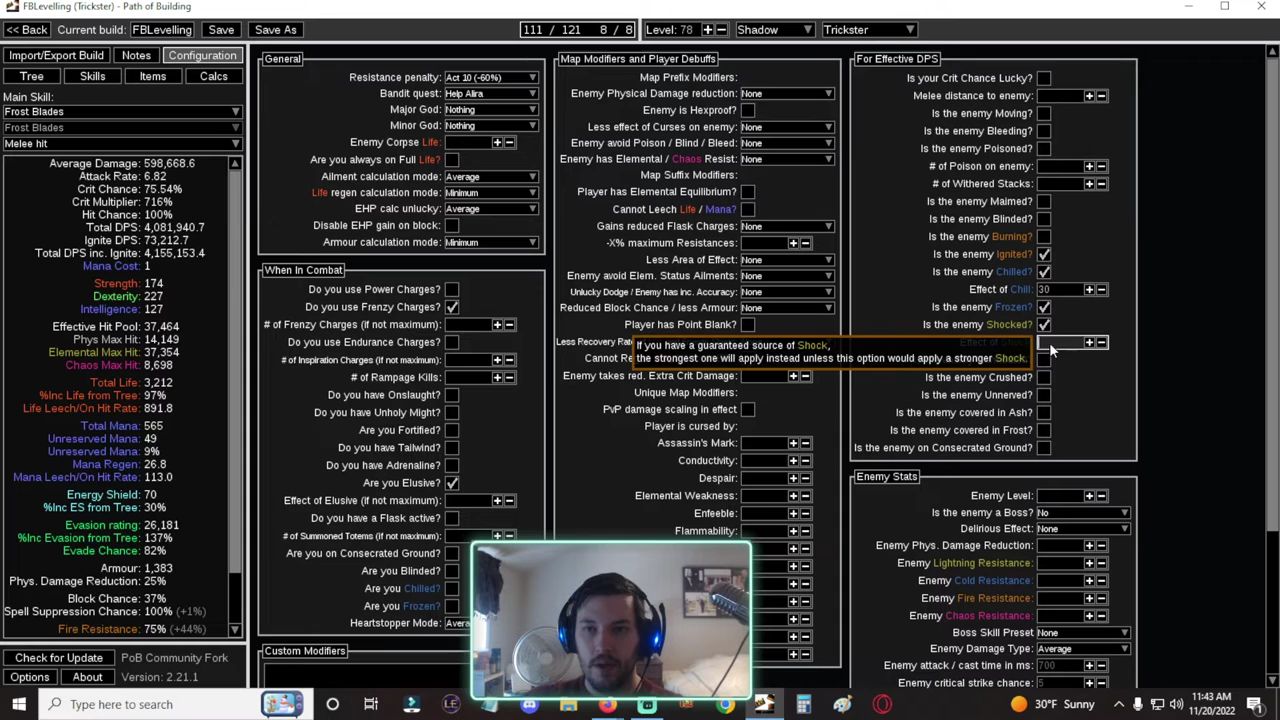 FBLevelling (Trickster) - Path of Building
<< Back
Current build:
FBLevelling
Save
Save As
111 / 121 8 / 8
Level: 78
Shadow
Trickster
Import/Export Build
Notes
Configuration
Tree
Skills
Items
Calcs
Main Skill:
Frost Blades
Frost Blades
Melee hit
Average Damage: 598,668.6
Attack Rate: 6.82
Crit Chance: 75.54%
Crit Multiplier: 716%
Hit Chance: 100%
Total DPS: 4,081,940.7
Ignite DPS: 73,212.7
Total DPS inc. Ignite: 4,155,153.4
Mana Cost: 1
Strength: 174
Dexterity: 227
Intelligence: 127
Effective Hit Pool: 37,464
Phys Max Hit: 14,149
Elemental Max Hit: 37,354
Chaos Max Hit: 8,698
Total Life: 3,212
%Inc Life from Tree: 97%
Life Leech/On Hit Rate: 891.8
Total Mana: 565
Unreserved Mana: 49
Unreserved Mana: 9%
Mana Regen: 26.8
Mana Leech/On Hit Rate: 113.0
Energy Shield: 70
%Inc ES from Tree: 30%
Evasion rating: 26,181
%Inc Evasion from Tree: 137%
Evade Chance: 82%
Armour: 1,383
Phys. Damage Reduction: 25%
Block Chance: 37%
Spell Suppression Chance: 100% (+1%)
Fire Resistance: 75% (+44%)
Check for Update
PoB Community Fork
Options
About
Version: 2.21.1
General
Resistance penalty: Act 10 (-60%)
Bandit quest: Help Alira
Major God: Nothing
Minor God: Nothing
Enemy Corpse Life:
Are you always on Full Life?
Ailment calculation mode: Average
Life regen calculation mode: Minimum
EHP calc unlucky: Average
Disable EHP gain on block:
Armour calculation mode: Minimum
When In Combat
Do you use Power Charges?
Do you use Frenzy Charges?
# of Frenzy Charges (if not maximum):
Do you use Endurance Charges?
# of Inspiration Charges (if not maximum):
# of Rampage Kills:
Do you have Onslaught?
Do you have Unholy Might?
Are you Fortified?
Do you have Tailwind?
Do you have Adrenaline?
Are you Elusive?
Effect of Elusive (if not maximum):
Do you have a Flask active?
# of Summoned Totems (if not maximum):
Are you on Consecrated Ground?
Are you Blinded?
Are you Chilled?
Are you Frozen?
Heartstopper Mode: Avera
Custom Modifiers
Map Modifiers and Player Debuffs
Map Prefix Modifiers:
Enemy Physical Damage reduction: None
Enemy is Hexproof?
Less effect of Curses on enemy: None
Enemy avoid Poison / Blind / Bleed: None
Enemy has Elemental / Chaos Resist: None
Map Suffix Modifiers:
Player has Elemental Equilibrium?
Cannot Leech Life / Mana?
Gains reduced Flask Charges: None
-X% maximum Resistances:
Less Area of Effect: None
Enemy avoid Elem. Status Ailments: None
Unlucky Dodge / Enemy has inc. Accuracy: None
Reduced Block Chance / less Armour: None
Player has Point Blank?
Less Recovery Rat
Cannot Re
If you have a guaranteed source of Shock,
the strongest one will apply instead unless this option would apply a stronger Shock.
Enemy takes red. Extra Crit Damage:
Unique Map Modifiers:
PvP damage scaling in effect
Player is cursed by:
Assassin's Mark:
Conductivity:
Despair:
Elemental Weakness:
Enfeeble:
Flammability:
For Effective DPS
Is your Crit Chance Lucky?
Melee distance to enemy:
Is the enemy Moving?
Is the enemy Bleeding?
Is the enemy Poisoned?
# of Poison on enemy:
# of Withered Stacks:
Is the enemy Maimed?
Is the enemy Blinded?
Is the enemy Burning?
Is the enemy Ignited?
Is the enemy Chilled?
Effect of Chill: 30
Is the enemy Frozen?
Is the enemy Shocked?
Is the enemy Crushed?
Is the enemy Unnerved?
Is the enemy covered in Ash?
Is the enemy covered in Frost?
Is the enemy on Consecrated Ground?
Enemy Stats
Enemy Level:
Is the enemy a Boss? No
Delirious Effect: None
Enemy Phys. Damage Reduction:
Enemy Lightning Resistance:
Enemy Cold Resistance:
Enemy Fire Resistance:
Enemy Chaos Resistance:
Boss Skill Preset None
Enemy Damage Type: Average
Enemy attack / cast time in ms: 700
Enemy critical strike chance: 5
Type here to search
30°F Sunny
11:43 AM
11/20/2022